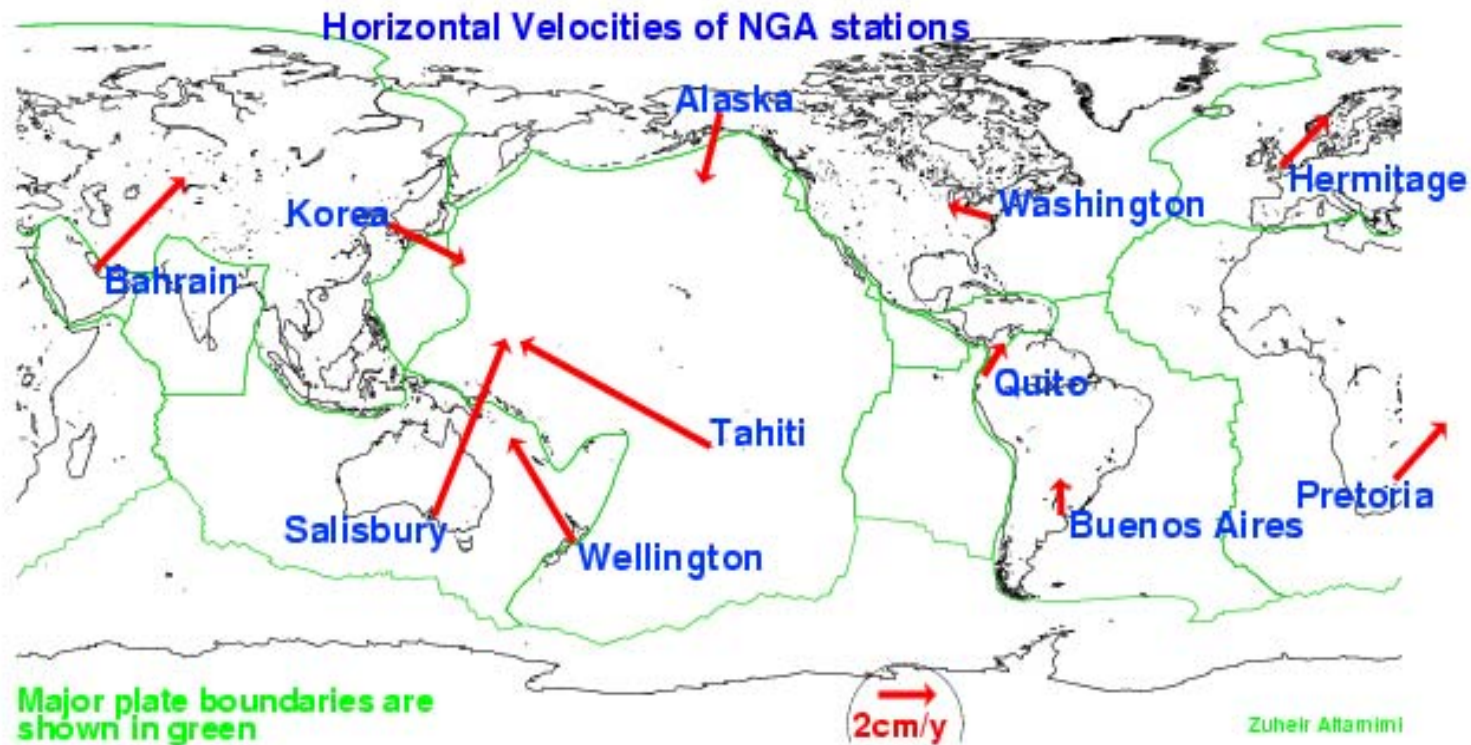 Horizontal Velocities of NGA stations
Alaska
Hermitage
Washington
Korea
Bahrain
Quito
Tahiti
Pretoria
Salisbury
Buenos Aires
Wellington
Major plate boundaries are
shown in green
2cm/y
Zuheir Altamimi